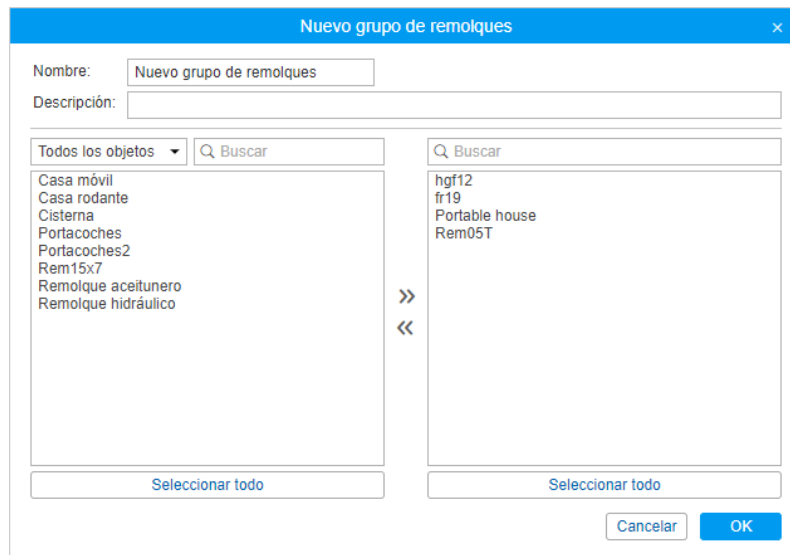 Nuevo grupo de remolques ×
Nombre: Nuevo grupo de remolques
Descripción:
Todos los objetos Buscar
Casa móvil
Casa rodante
Cisterna
Portacoches
Portacoches2
Rem15x7
Remolque aceitunero
Remolque hidráulico
Seleccionar todo
»
«
Buscar
hgf12
fr19
Portable house
Rem05T
Seleccionar todo
Cancelar OK